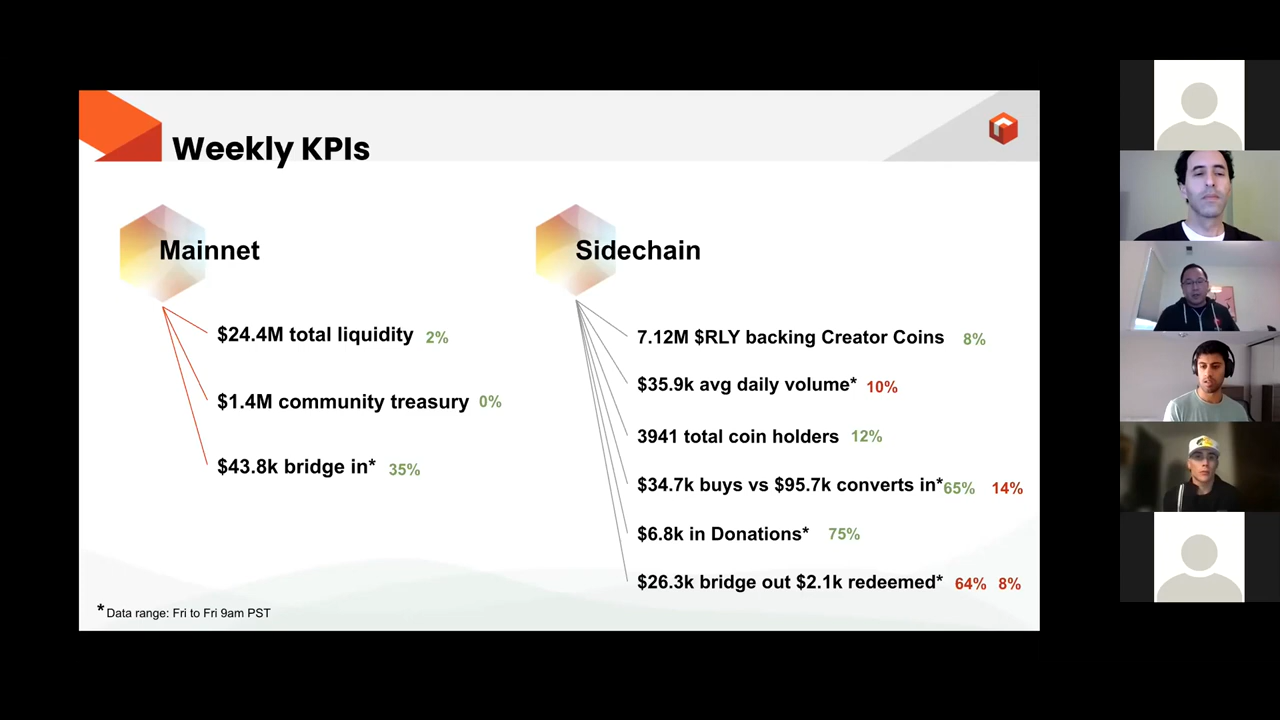 Weekly KPIs
Mainnet
$24.4M total liquidity 2%
$1.4M community treasury 0%
$43.8k bridge in* 35%
Sidechain
7.12M $RLY backing Creator Coins 8%
$35.9k avg daily volume* 10%
3941 total coin holders 12%
$34.7k buys vs $95.7k converts in* 65% 14%
$6.8k in Donations* 75%
$26.3k bridge out $2.1k redeemed* 64% 8%
* Data range: Fri to Fri 9am PST